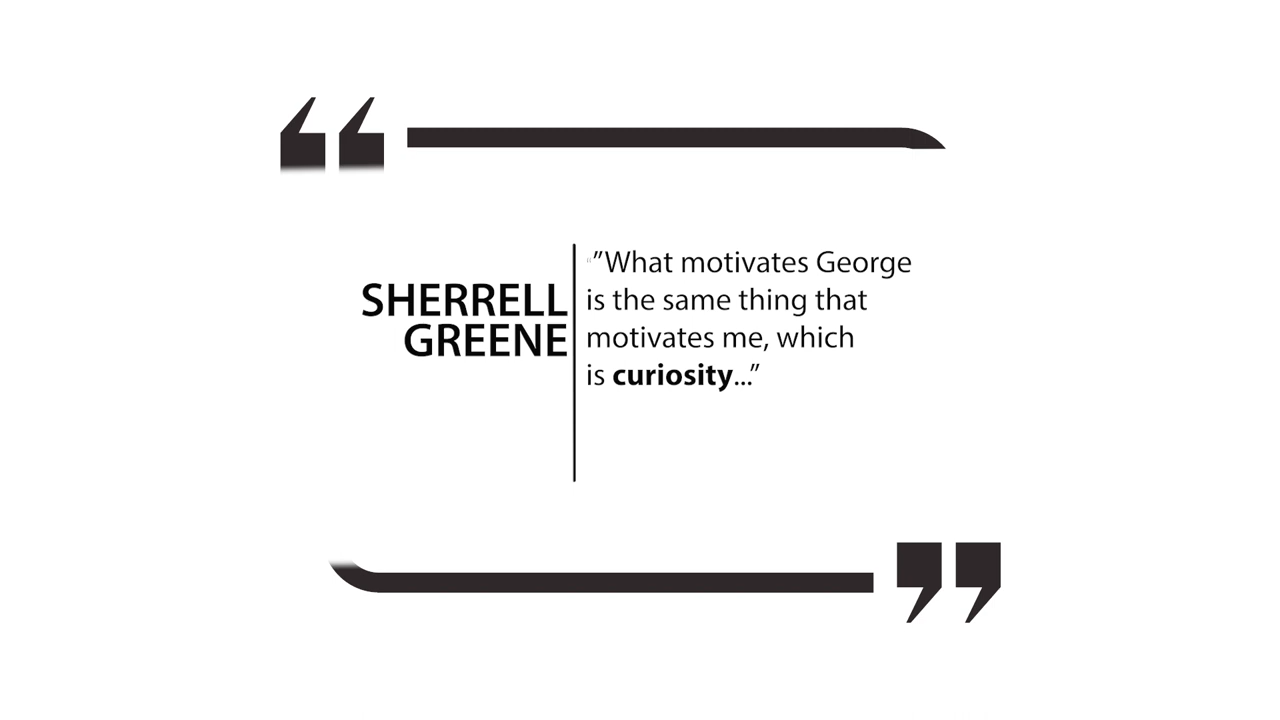 SHERRELL
GREENE
”What motivates George
is the same thing that
motivates me, which
is curiosity...”